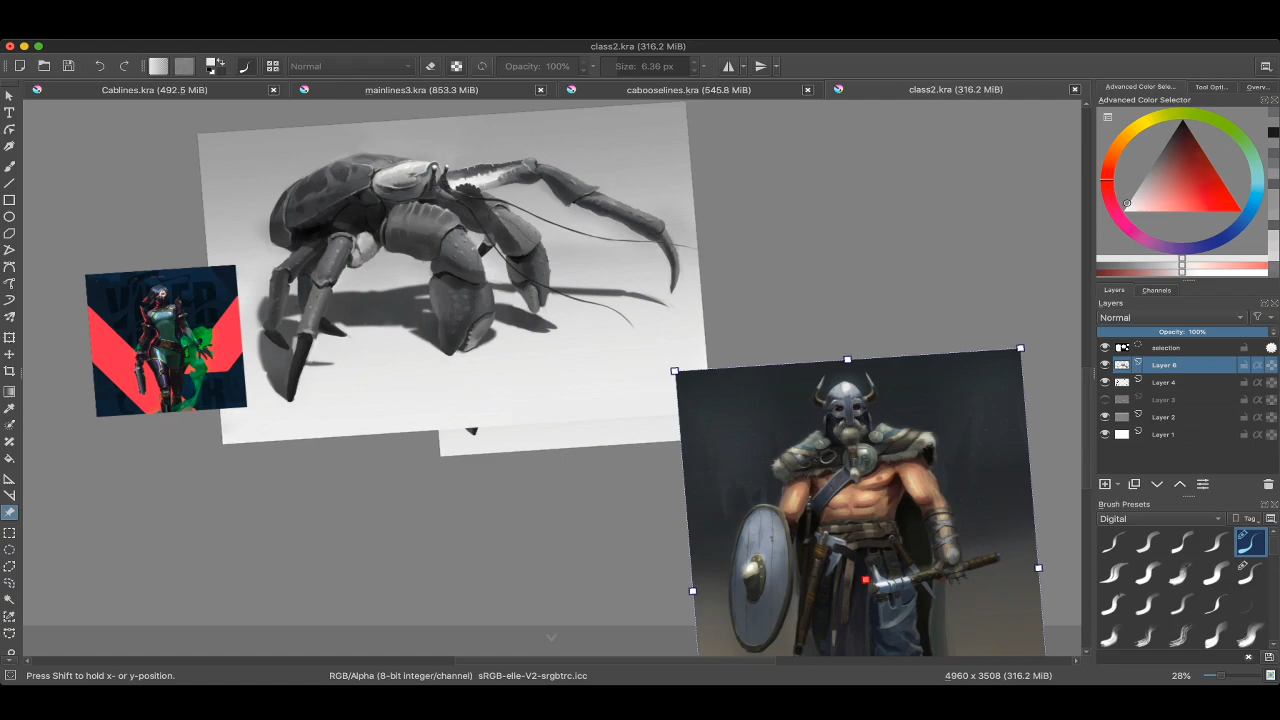 class2.kra (316.2 MiB)
Normal
Opacity: 100%
Size: 6.36 px
Cablines.kra (492.5 MiB)
mainlines3.kra (853.3 MiB)
cabooselines.kra (545.8 MiB)
class2.kra (316.2 MiB)
Advanced Color Sele...
Tool Opti...
Overv...
Advanced Color Selector
Layers
Channels
Layers
Normal
Opacity: 100%
selection
Layer 6
Layer 4
Layer 3
Layer 2
Layer 1
Brush Presets
Digital
Tag
Press Shift to hold x- or y-position.
RGB/Alpha (8-bit integer/channel) sRGB-elle-V2-srgbtrc.icc
4960 x 3508 (316.2 MiB)
28%